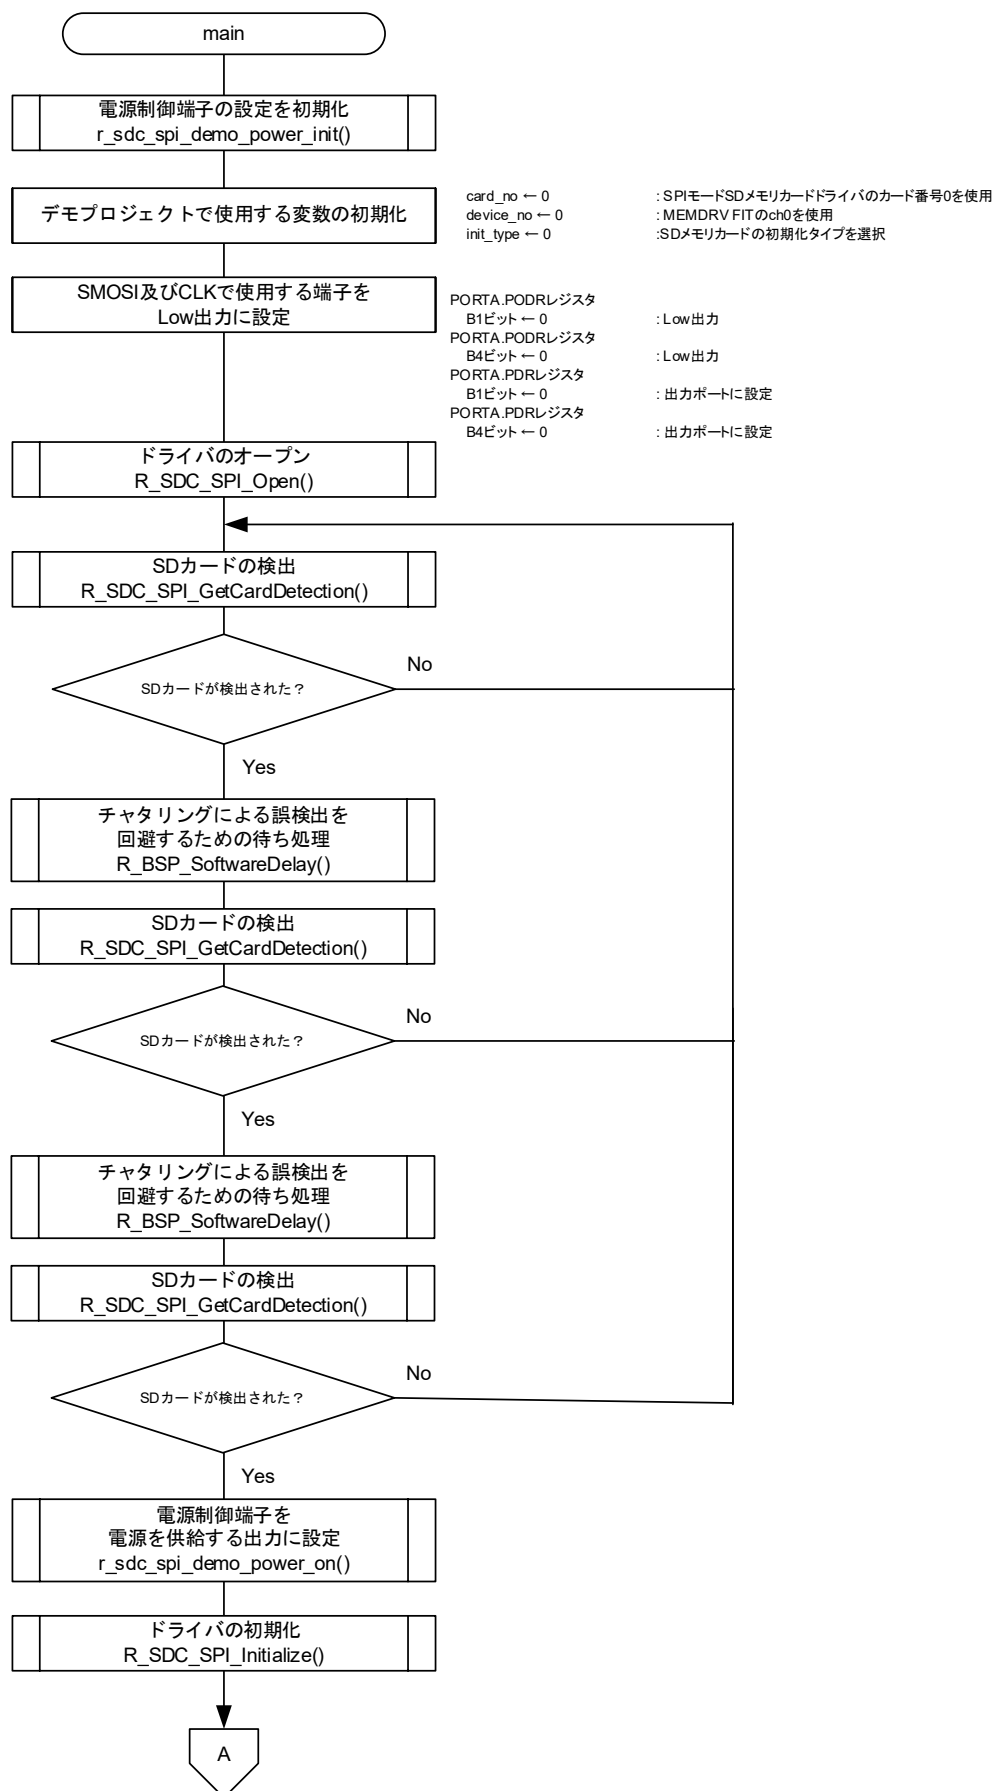 main
電源制御端子の設定を初期化
r_sdc_spi_demo_power_init()
デモプロジェクトで使用する変数の初期化
card_no ← 0 : SPIモードSDメモリカードドライバのカード番号0を使用
device_no ← 0 : MEMDRV FITのch0を使用
init_type ← 0 :SDメモリカードの初期化タイプを選択
SMOSI及びCLKで使用する端子を
Low出力に設定
PORTA.PODRレジスタ
B1ビット ← 0 : Low出力
PORTA.PODRレジスタ
B4ビット ← 0 : Low出力
PORTA.PDRレジスタ
B1ビット ← 0 : 出力ポートに設定
PORTA.PDRレジスタ
B4ビット ← 0 : 出力ポートに設定
ドライバのオープン
R_SDC_SPI_Open()
SDカードの検出
R_SDC_SPI_GetCardDetection()
SDカードが検出された？
No
Yes
チャタリングによる誤検出を
回避するための待ち処理
R_BSP_SoftwareDelay()
SDカードの検出
R_SDC_SPI_GetCardDetection()
SDカードが検出された？
No
Yes
チャタリングによる誤検出を
回避するための待ち処理
R_BSP_SoftwareDelay()
SDカードの検出
R_SDC_SPI_GetCardDetection()
SDカードが検出された？
No
Yes
電源制御端子を
電源を供給する出力に設定
r_sdc_spi_demo_power_on()
ドライバの初期化
R_SDC_SPI_Initialize()
A